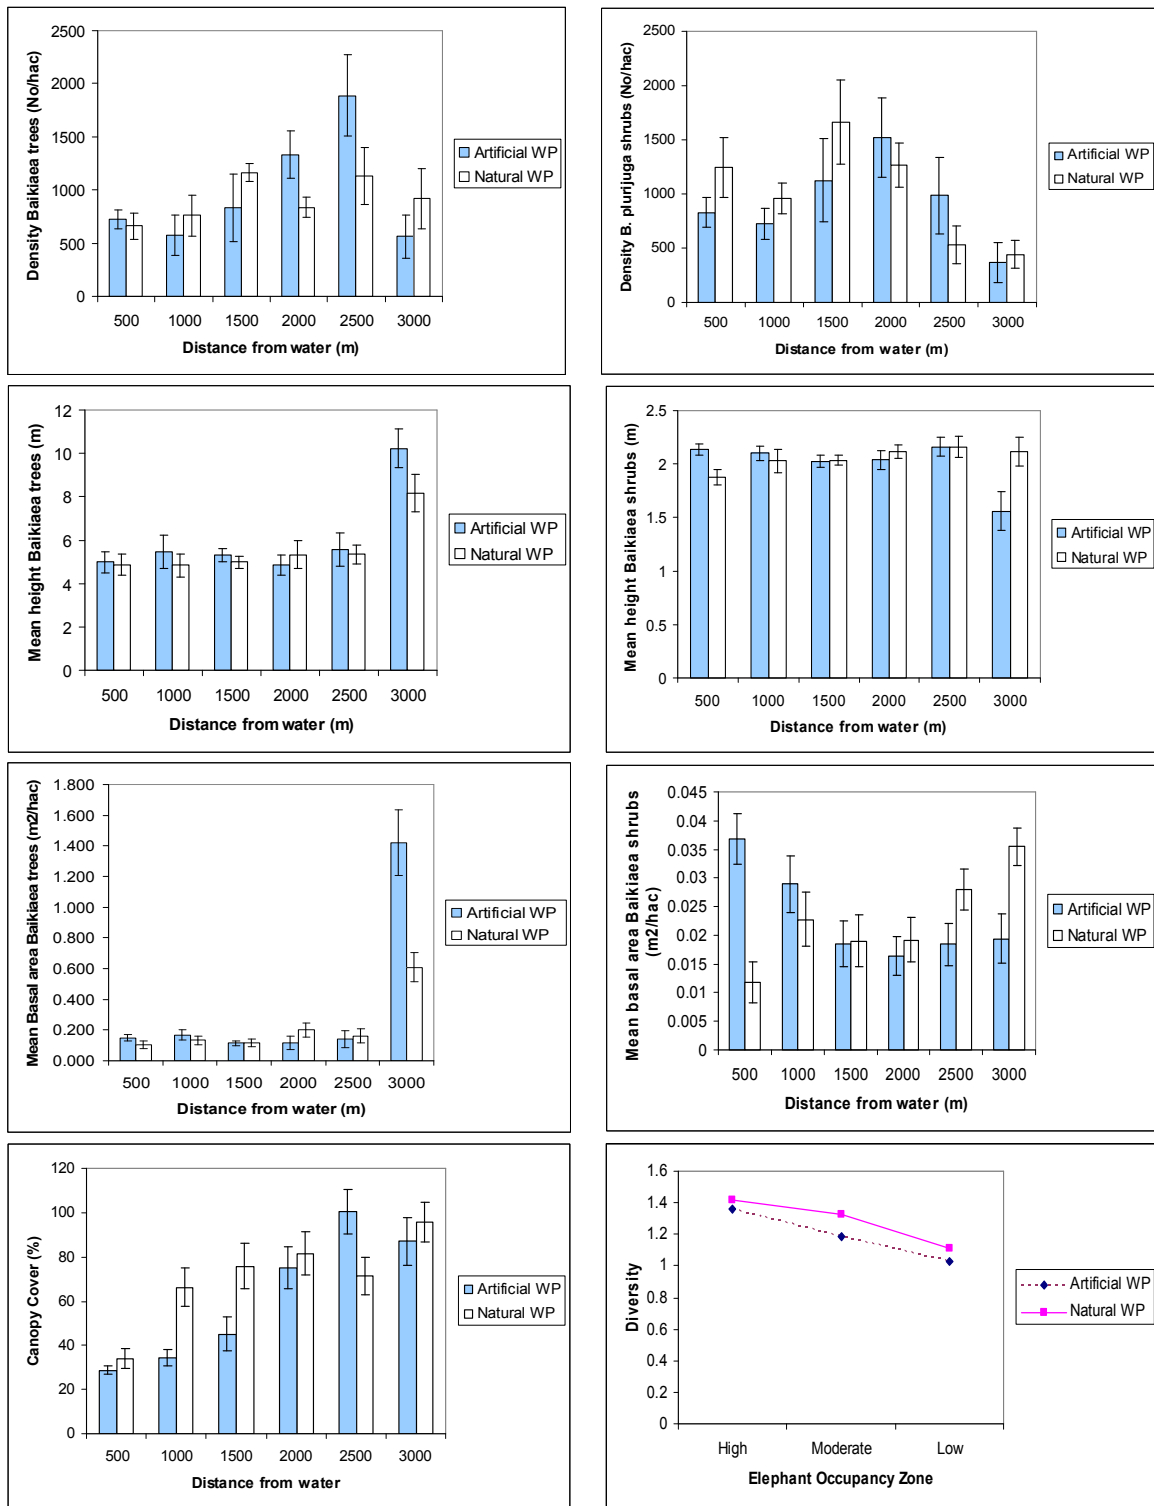 Density Baikiaea trees (No/hac)
2500
2000
1500
1000
500
0
500 1000 1500 2000 2500 3000
Distance from water (m)
Artificial WP
Natural WP
Density B. plurijuga shrubs (No/hac)
2500
2000
1500
1000
500
0
500 1000 1500 2000 2500 3000
Distance from water (m)
Artificial WP
Natural WP
Mean height Baikiaea trees (m)
12
10
8
6
4
2
0
500 1000 1500 2000 2500 3000
Distance from water (m)
Artificial WP
Natural WP
Mean height Baikiaea shrubs (m)
2.5
2
1.5
1
0.5
0
500 1000 1500 2000 2500 3000
Distance from water (m)
Artificial WP
Natural WP
Mean Basal area Baikiaea trees (m2/hac)
1.800
1.600
1.400
1.200
1.000
0.800
0.600
0.400
0.200
0.000
500 1000 1500 2000 2500 3000
Distance from water (m)
Artificial WP
Natural WP
Mean basal area Baikiaea shrubs
(m2/hac)
0.045
0.04
0.035
0.03
0.025
0.02
0.015
0.01
0.005
0
500 1000 1500 2000 2500 3000
Distance from water (m)
Artificial WP
Natural WP
Canopy Cover (%)
120
100
80
60
40
20
0
500 1000 1500 2000 2500 3000
Distance from water
Artificial WP
Natural WP
Diversity
1.6
1.4
1.2
1
0.8
0.6
0.4
0.2
0
High Moderate Low
Elephant Occupancy Zone
Artificial WP
Natural WP